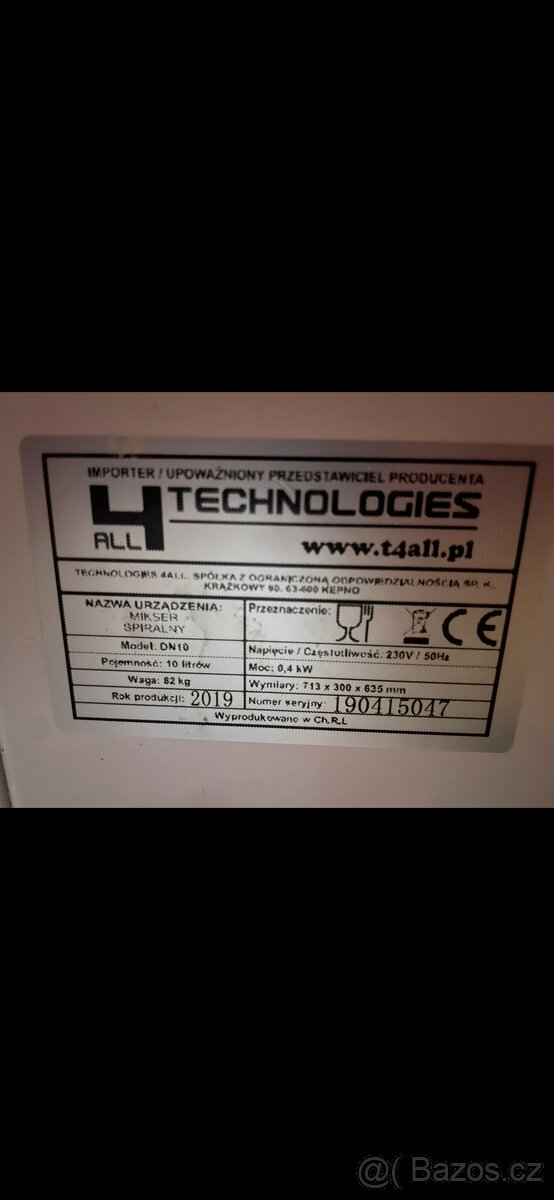 IMPORTER / UPOWAŻNIONY PRZEDSTAWICIEL PRODUCENTA
4 ALL
TECHNOLOGIES
www.t4all.pl
TECHNOLOGIES 4ALL. SPÓŁKA Z OGRANICZONĄ ODPOWIEDZIALNOŚCIĄ SP. K.,
KRĄŻKOWY 90, 63-600 KĘPNO
NAZWA URZĄDZENIA:
MIKSER
SPIRALNY
Model: DN10
Pojemność: 10 litrów
Waga: 82 kg
Rok produkcji: 2019
Przeznaczenie:
CE
Napięcie / Częstotliwość: 230V / 50Hz
Moc: 0,4 kW
Wymiary: 713 x 300 x 635 mm
Numer seryjny: 190415047
Wyprodukowano w Ch.R.L
@( Bazos.cz